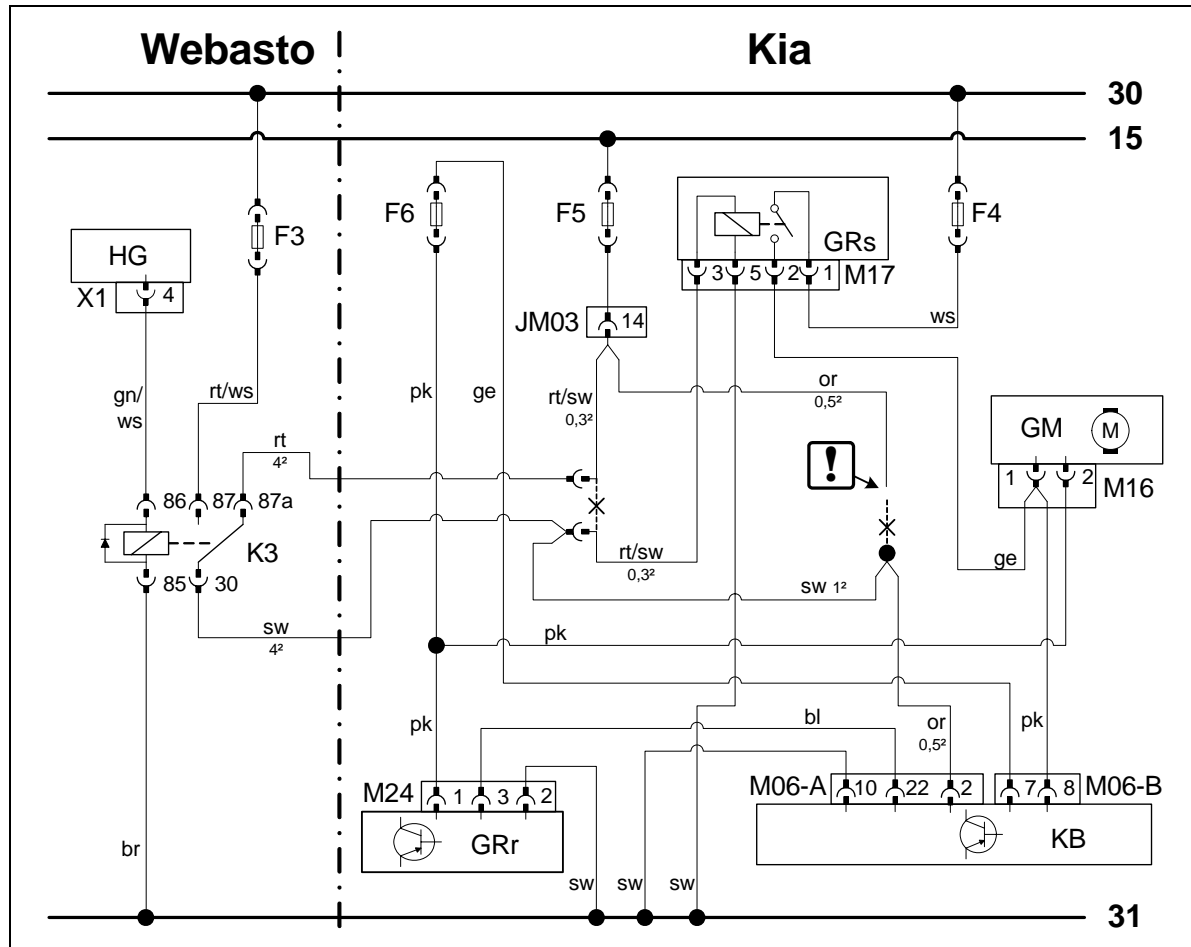 Webasto
Kia
30
15
F3
F6
F5
F4
HG
GRs
X1
4
3
5
2
1
M17
ws
JM03
14
gn/
ws
rt/ws
pk
ge
rt/sw
0,3²
or
0,5²
!
GM
M
1
2
M16
rt
4²
86
87
87a
K3
85
30
rt/sw
0,3²
ge
sw 1²
sw
4²
pk
pk
bl
or
0,5²
pk
M24
1
3
2
M06-A
10
22
2
7
8
M06-B
GRr
KB
br
sw
sw
sw
31